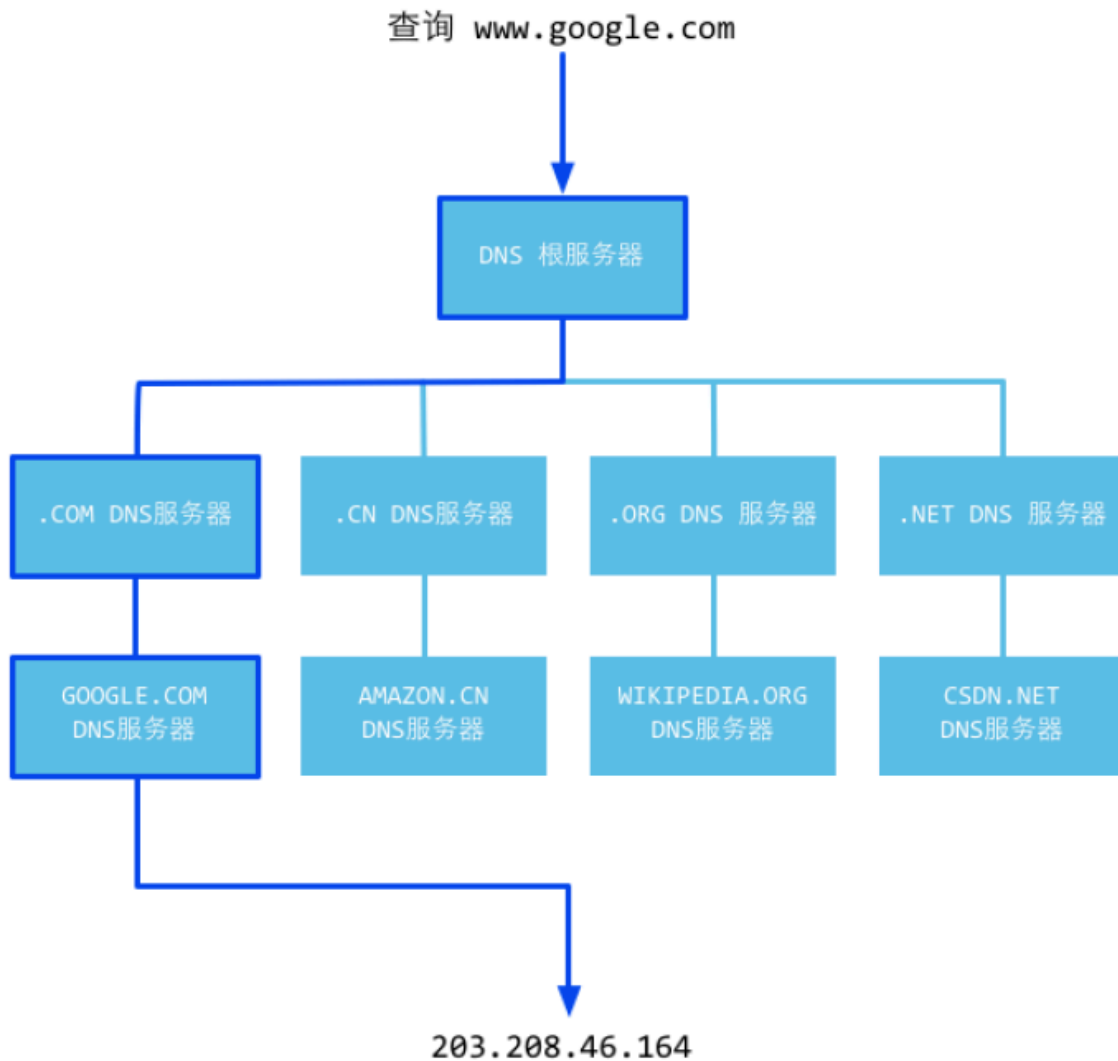 查询 www.google.com
DNS 根服务器
.COM DNS服务器
.CN DNS服务器
.ORG DNS 服务器
.NET DNS 服务器
GOOGLE.COM
DNS服务器
AMAZON.CN
DNS服务器
WIKIPEDIA.ORG
DNS服务器
CSDN.NET
DNS服务器
203.208.46.164